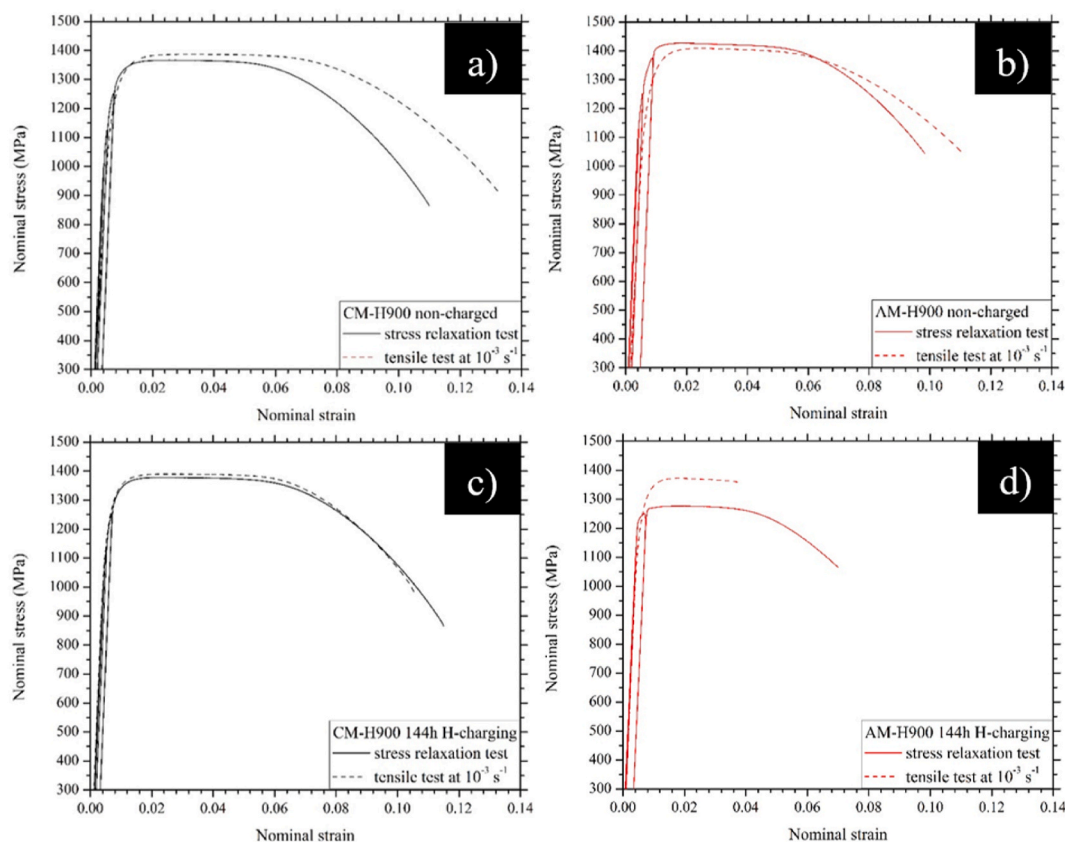 a)
1500
1400
1300
1200
1100
1000
900
800
700
600
500
400
300
Nominal stress (MPa)
CM-H900 non-charged
stress relaxation test
tensile test at 10⁻³ s⁻¹
0.00 0.02 0.04 0.06 0.08 0.10 0.12 0.14
Nominal strain
b)
1500
1400
1300
1200
1100
1000
900
800
700
600
500
400
300
Nominal stress (MPa)
AM-H900 non-charged
stress relaxation test
tensile test at 10⁻³ s⁻¹
0.00 0.02 0.04 0.06 0.08 0.10 0.12 0.14
Nominal strain
c)
1500
1400
1300
1200
1100
1000
900
800
700
600
500
400
300
Nominal stress (MPa)
CM-H900 144h H-charging
stress relaxation test
tensile test at 10⁻³ s⁻¹
0.00 0.02 0.04 0.06 0.08 0.10 0.12 0.14
Nominal strain
d)
1500
1400
1300
1200
1100
1000
900
800
700
600
500
400
300
Nominal stress (MPa)
AM-H900 144h H-charging
stress relaxation test
tensile test at 10⁻³ s⁻¹
0.00 0.02 0.04 0.06 0.08 0.10 0.12 0.14
Nominal strain